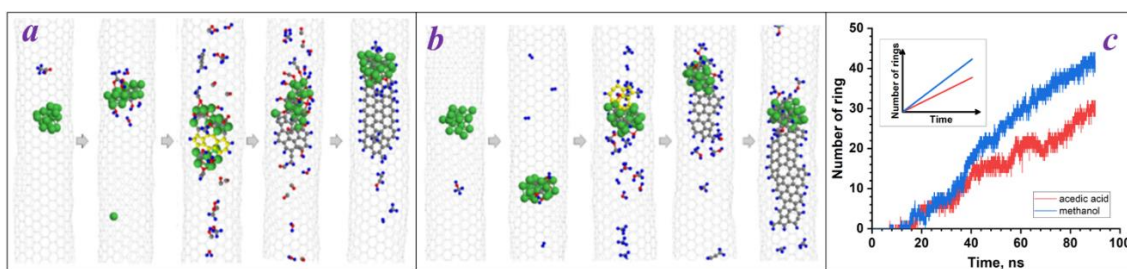 a
b
c
Number of ring
50
40
30
20
10
0
Number of rings
Time
acedic acid
methanol
0
20
40
60
80
100
Time, ns